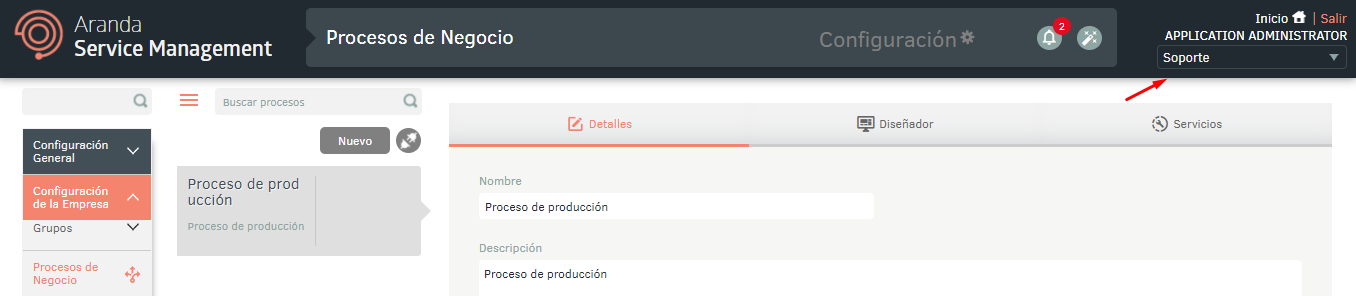 Aranda
Service Management
Procesos de Negocio
Configuración
2
Inicio | Salir
APPLICATION ADMINISTRATOR
Soporte
Buscar procesos
Nuevo
Configuración
General
Configuración
de la Empresa
Grupos
Procesos de
Negocio
Proceso de prod
ucción
Proceso de producción
Detalles
Diseñador
Servicios
Nombre
Proceso de producción
Descripción
Proceso de producción